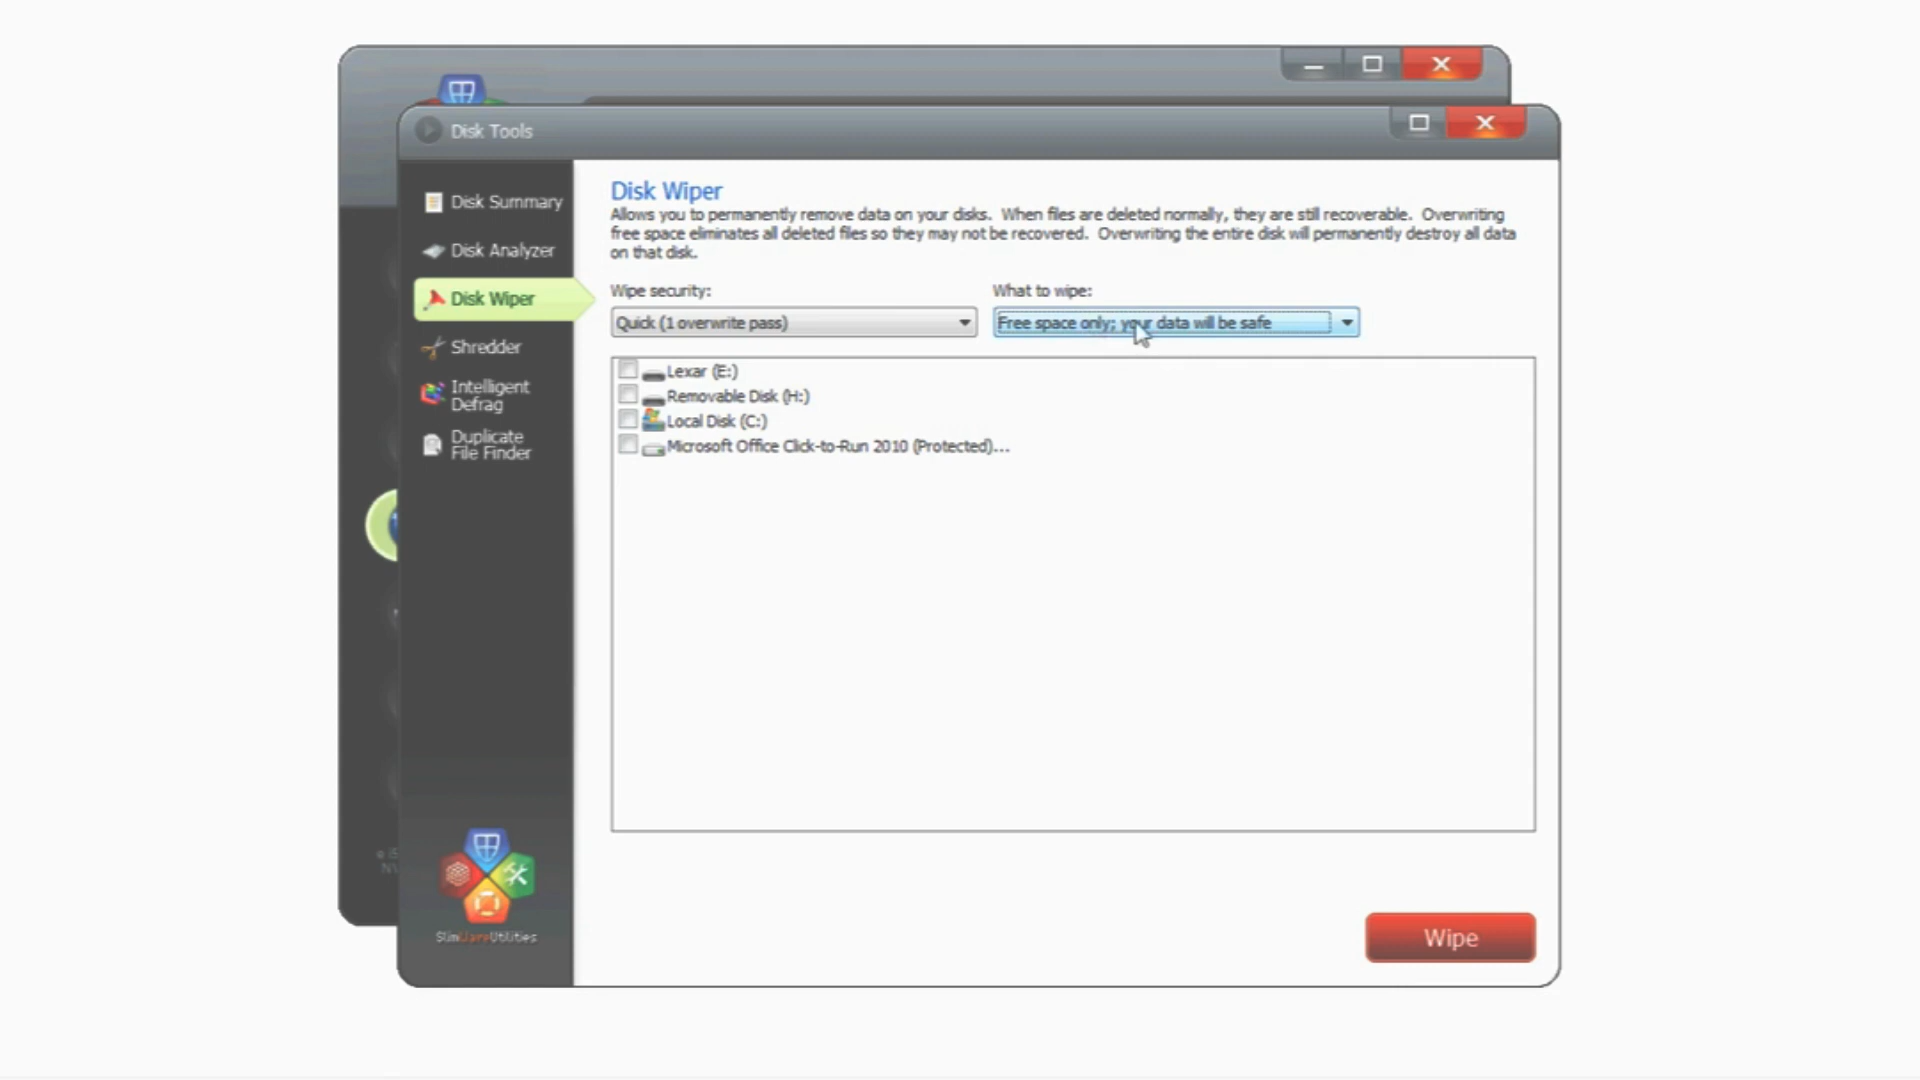 Disk Tools
Disk Summary
Disk Analyzer
Disk Wiper
Shredder
Intelligent
Defrag
Duplicate
File Finder
SlimWareUtilities
Disk Wiper
Allows you to permanently remove data on your disks. When files are deleted normally, they are still recoverable. Overwriting
free space eliminates all deleted files so they may not be recovered. Overwriting the entire disk will permanently destroy all data
on that disk.
Wipe security:
What to wipe:
Quick (1 overwrite pass)
Free space only; your data will be safe
Lexar (E:)
Removable Disk (H:)
Local Disk (C:)
Microsoft Office Click-to-Run 2010 (Protected)...
Wipe